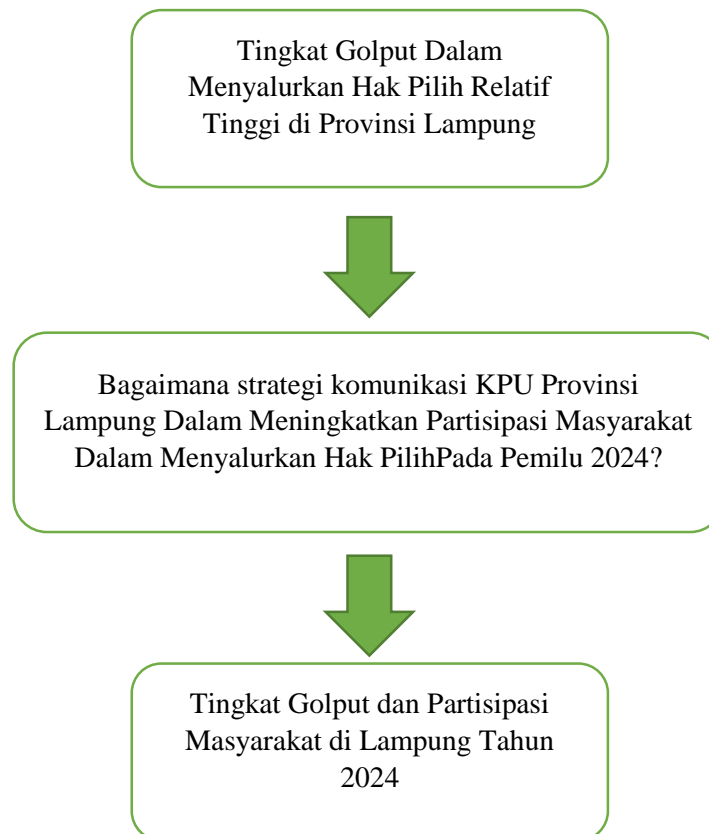 Tingkat Golput Dalam
Menyalurkan Hak Pilih Relatif
Tinggi di Provinsi Lampung
Bagaimana strategi komunikasi KPU Provinsi
Lampung Dalam Meningkatkan Partisipasi Masyarakat
Dalam Menyalurkan Hak PilihPada Pemilu 2024?
Tingkat Golput dan Partisipasi
Masyarakat di Lampung Tahun
2024